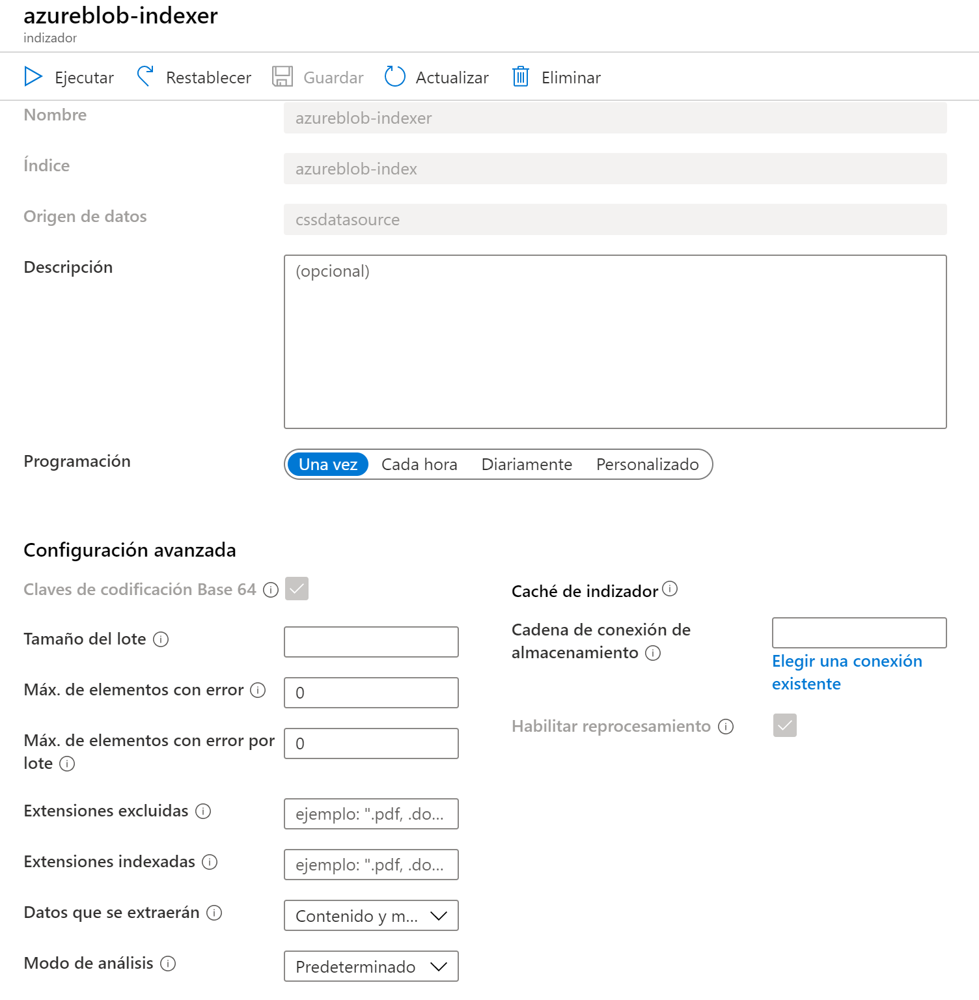 azureblob-indexer
indizador
Ejecutar Restablecer Guardar Actualizar Eliminar
Nombre azureblob-indexer
Índice azureblob-index
Origen de datos cssdatasource
Descripción (opcional)
Programación Una vez Cada hora Diariamente Personalizado
Configuración avanzada
Claves de codificación Base 64
Tamaño del lote
Máx. de elementos con error 0
Máx. de elementos con error por 0
lote
Extensiones excluidas ejemplo: ".pdf, .do...
Extensiones indexadas ejemplo: ".pdf, .do...
Datos que se extraerán Contenido y m...
Modo de análisis Predeterminado
Caché de indizador
Cadena de conexión de
almacenamiento
Elegir una conexión
existente
Habilitar reprocesamiento